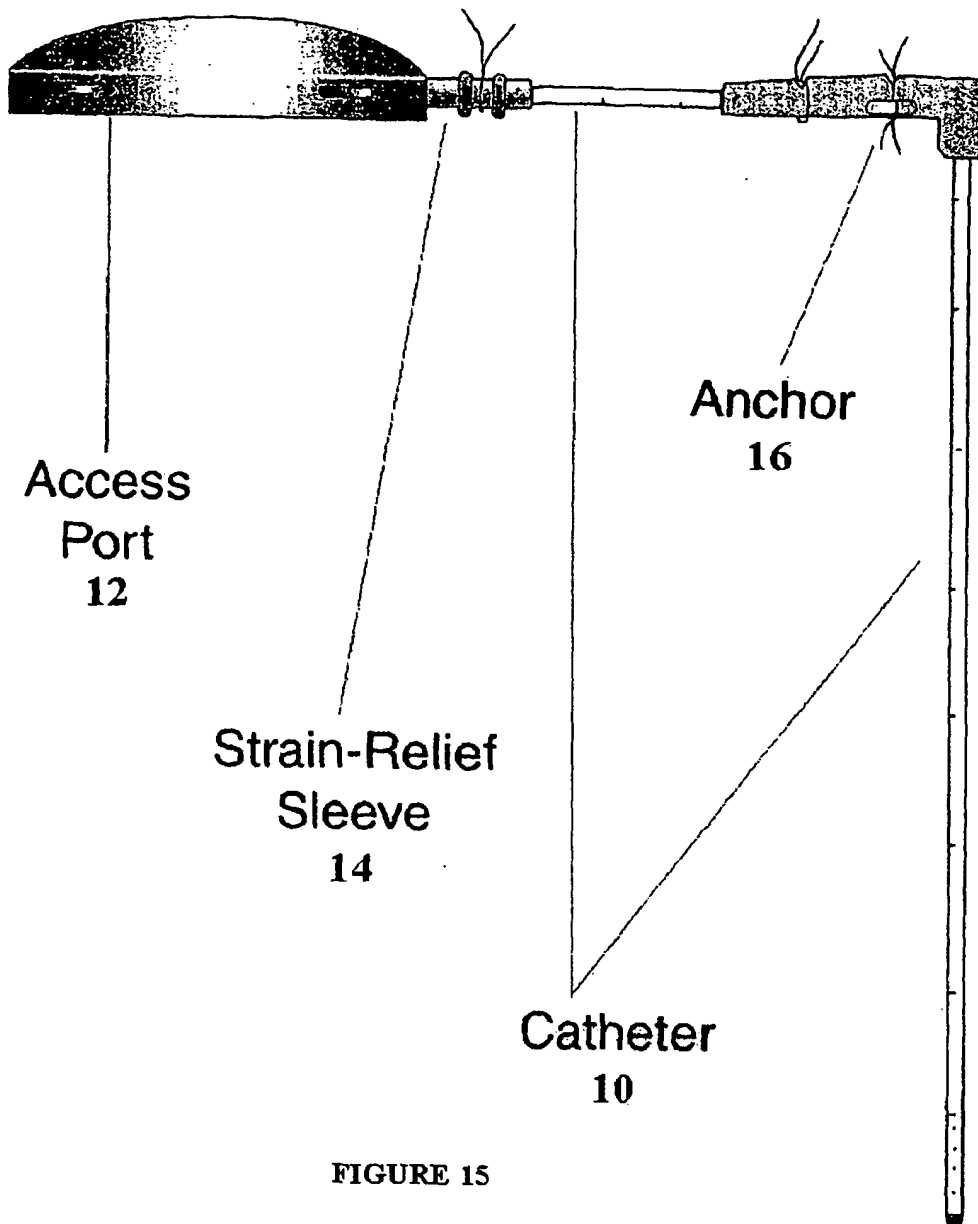 Anchor
16
Access
Port
12
Strain-Relief
Sleeve
14
Catheter
10
FIGURE 15